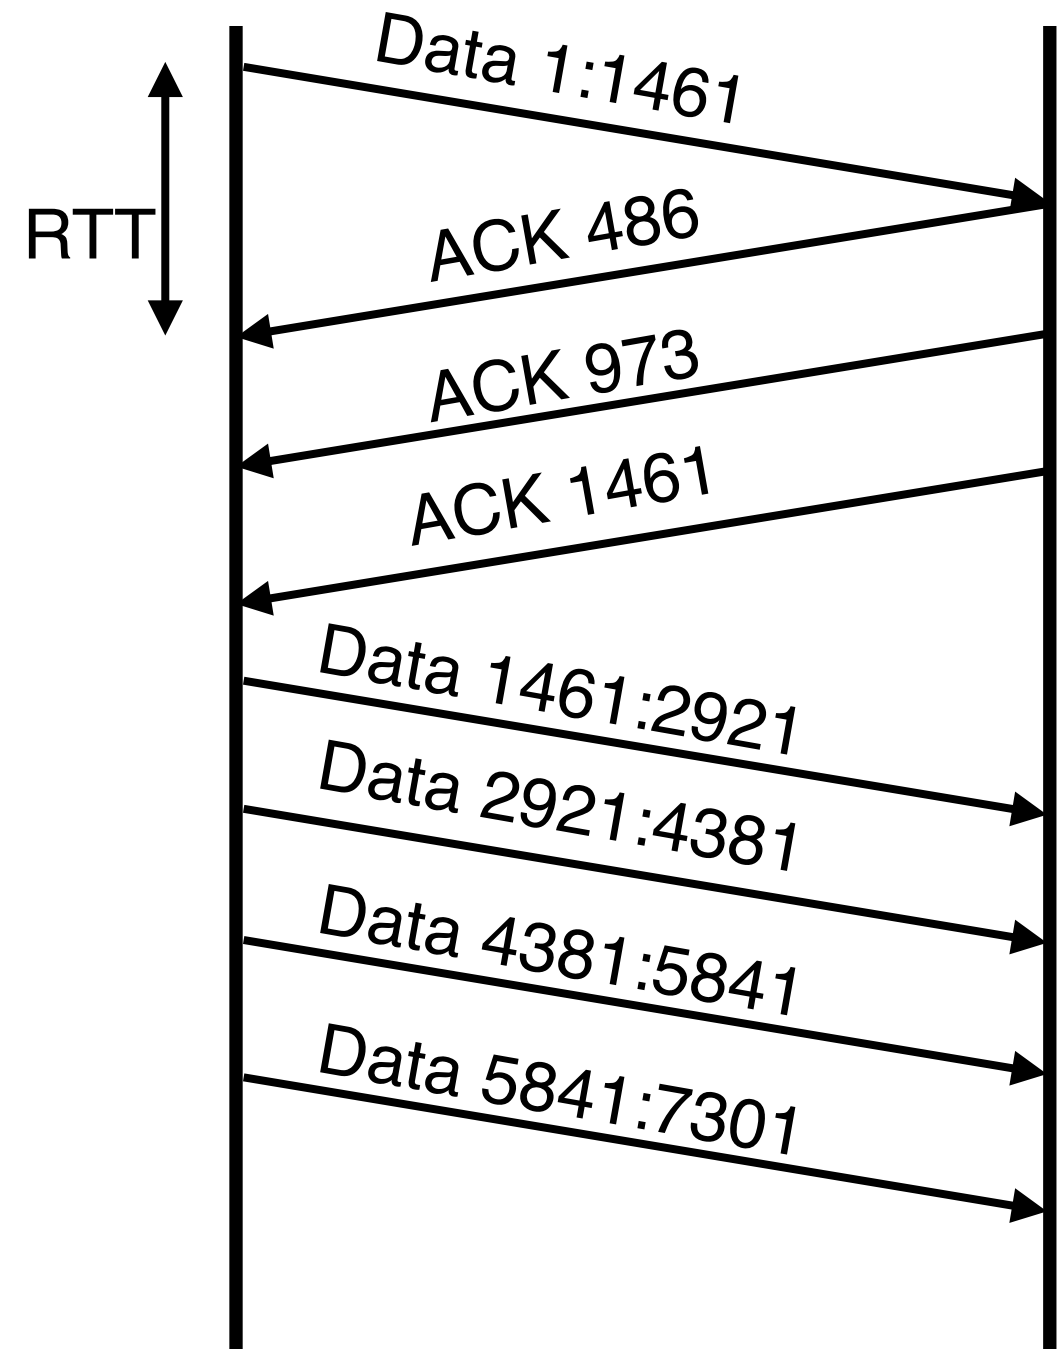 Data 1:1461
RTT
ACK 486
ACK 973
ACK 1461
Data 1461:2921
Data 2921:4381
Data 4381:5841
Data 5841:7301